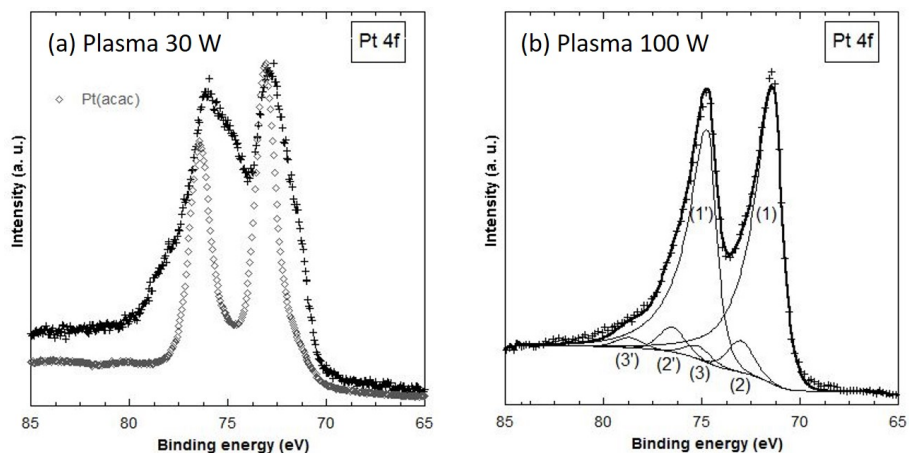 (a) Plasma 30 W
Pt 4f
Pt(acac)
Intensity (a. u.)
85
80
75
70
65
Binding energy (eV)
(b) Plasma 100 W
Pt 4f
(1')
(1)
(3')
(2')
(3)
(2)
Intensity (a. u.)
85
80
75
70
65
Binding energy (eV)